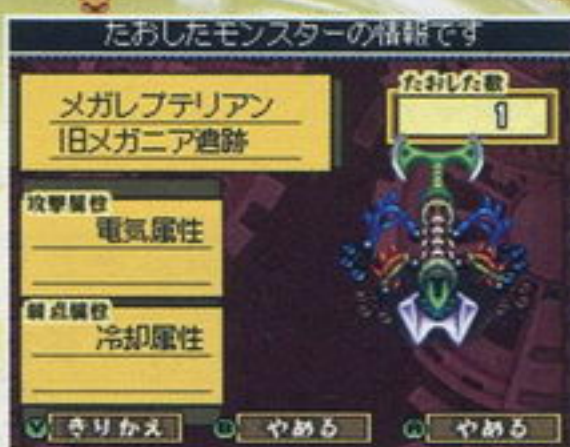 たおしたモンスターの情報です
メガレプテリアン
旧メガニア遺跡
たおした数
1
攻撃属性
電気属性
弱点属性
冷却属性
Y きりかえ
B やめる
A やめる